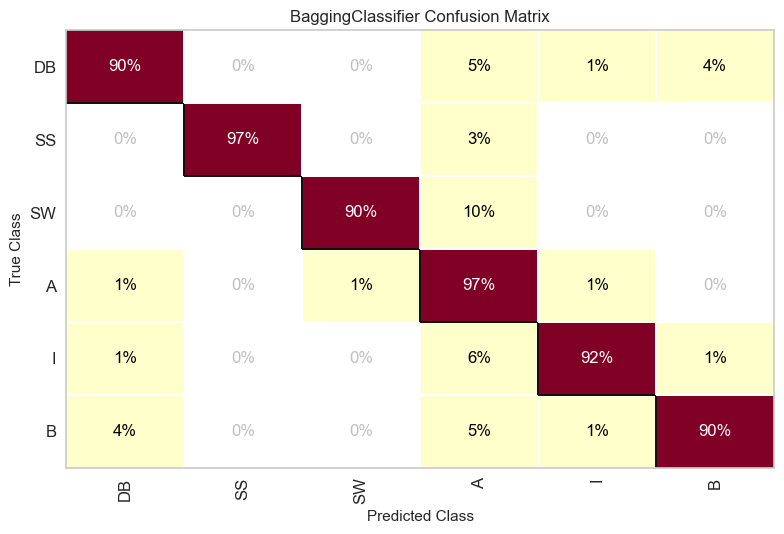 BaggingClassifier Confusion Matrix
DB 90% 0% 0% 5% 1% 4%
SS 0% 97% 0% 3% 0% 0%
SW 0% 0% 90% 10% 0% 0%
A 1% 0% 1% 97% 1% 0%
I 1% 0% 0% 6% 92% 1%
B 4% 0% 0% 5% 1% 90%
True Class
DB SS SW A I B
Predicted Class